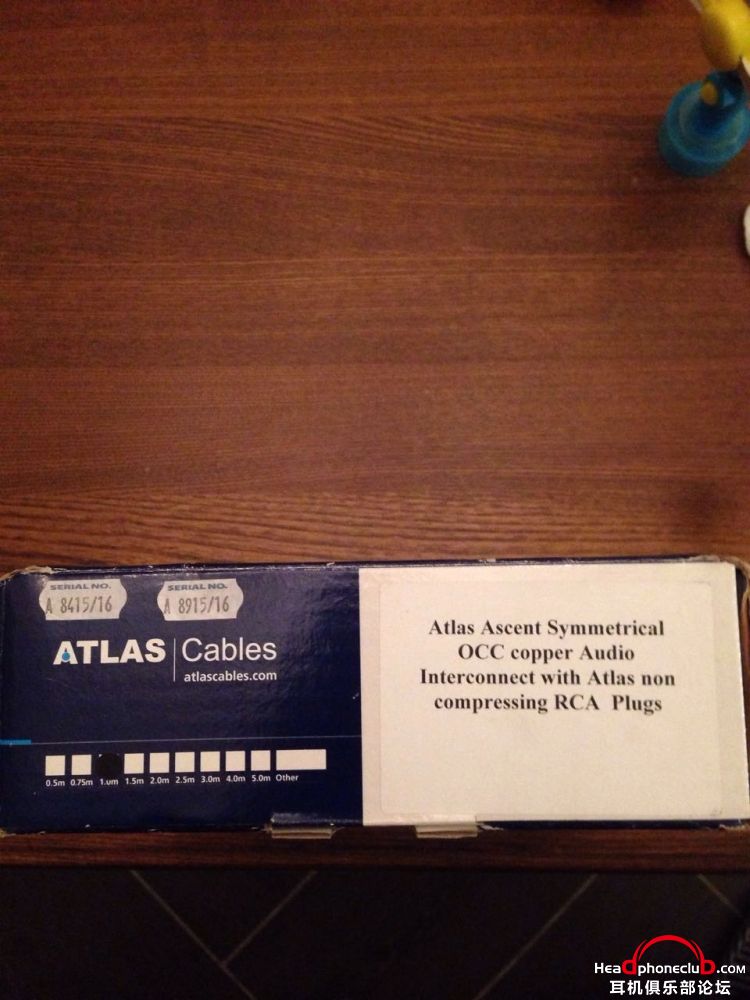 SERIAL NO.
A 8415/16
SERIAL NO.
A 8915/16
ATLAS Cables
atlascables.com
0.5m 0.75m 1.0m 1.5m 2.0m 2.5m 3.0m 4.0m 5.0m Other
Atlas Ascent Symmetrical
OCC copper Audio
Interconnect with Atlas non
compressing RCA Plugs
Headphoneclub.com
耳机俱乐部论坛